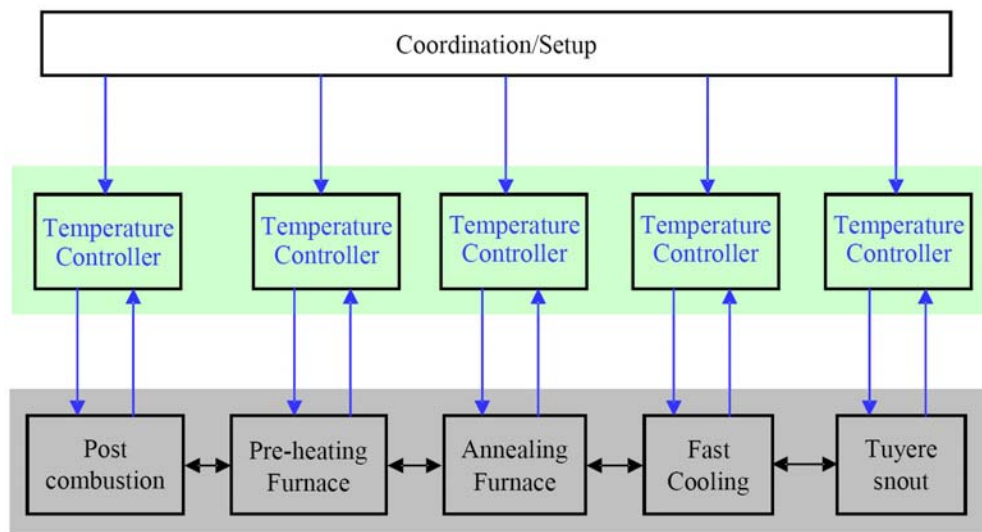 Coordination/Setup
Temperature
Controller
Temperature
Controller
Temperature
Controller
Temperature
Controller
Temperature
Controller
Post
combustion
Pre-heating
Furnace
Annealing
Furnace
Fast
Cooling
Tuyere
snout